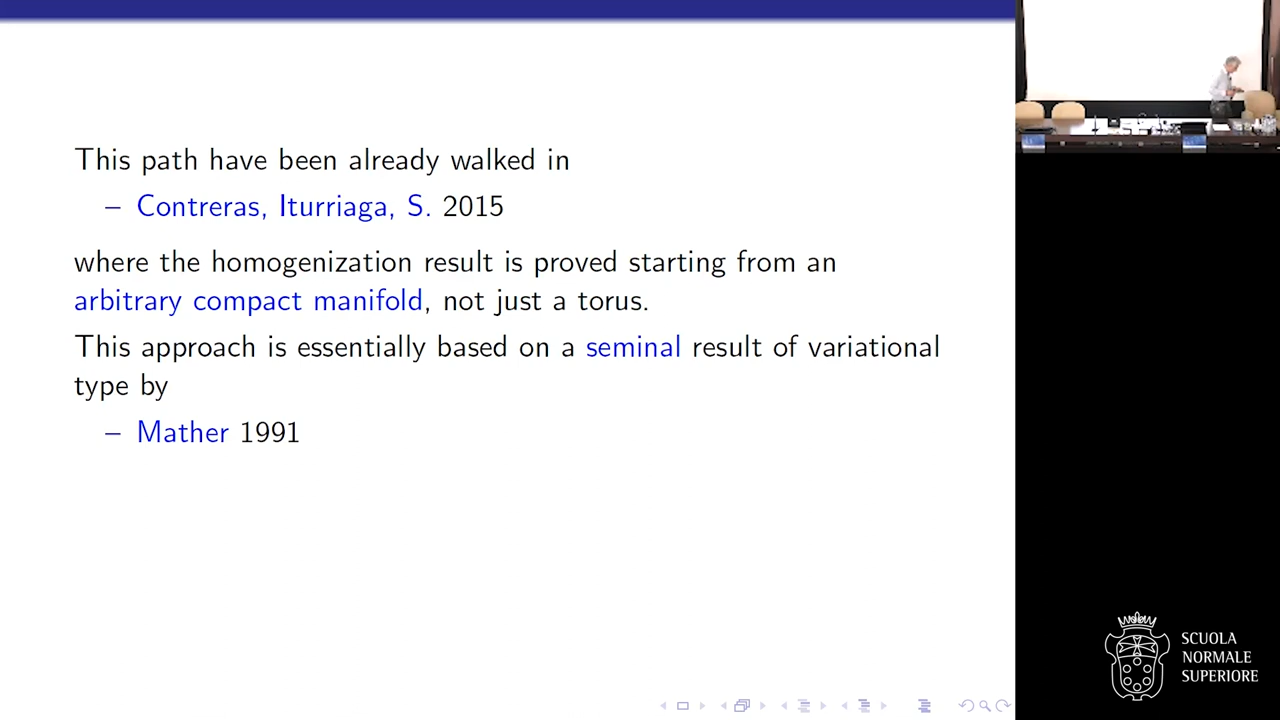 This path have been already walked in
– Contreras, Iturriaga, S. 2015
where the homogenization result is proved starting from an
arbitrary compact manifold, not just a torus.
This approach is essentially based on a seminal result of variational
type by
– Mather 1991
SCUOLA
NORMALE
SUPERIORE